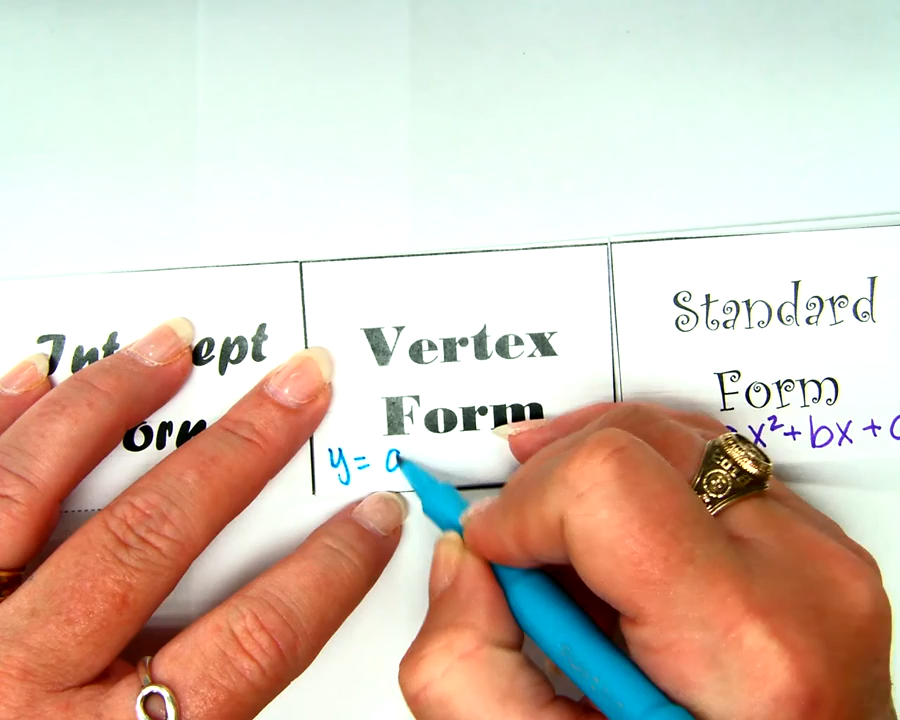 Vertex
Form
y = a
Standard
Form
x²+bx+c